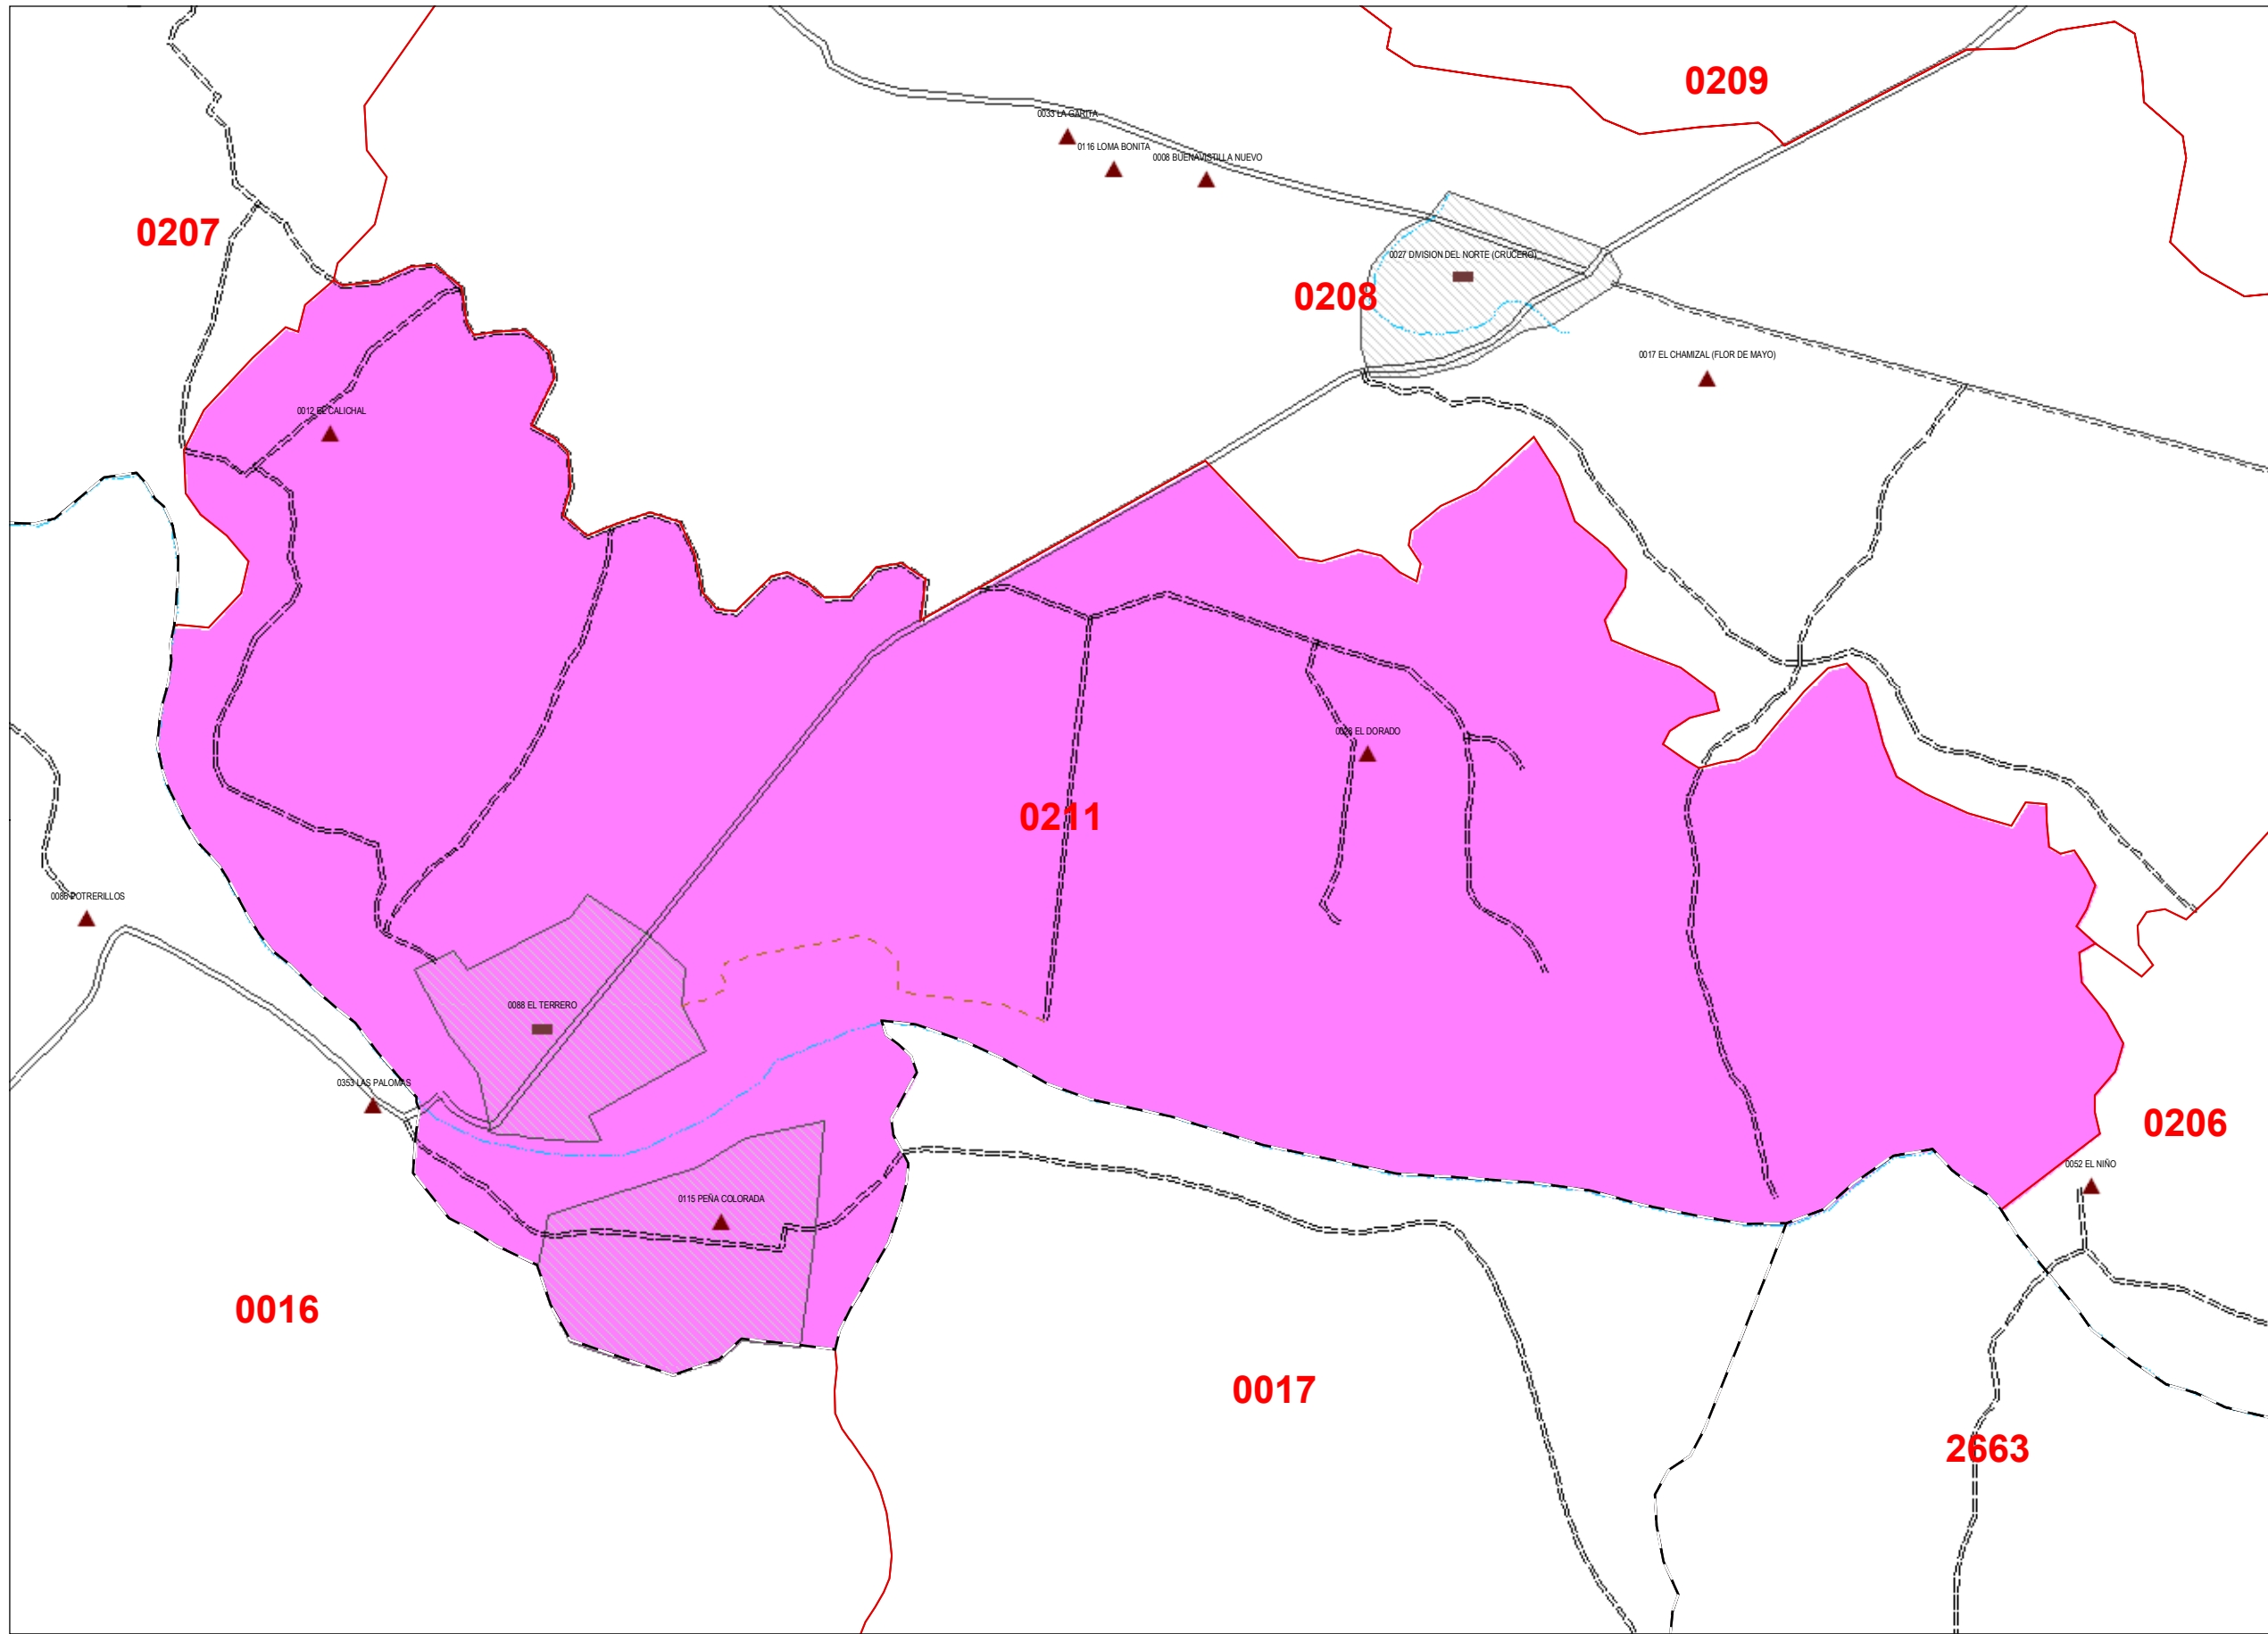 0209
0033 LA GARITA
0116 LOMA BONITA
0008 BUENAVISTILLA NUEVO
0207
0027 DIVISION DEL NORTE (CRUCERO)
0208
0017 EL CHAMIZAL (FLOR DE MAYO)
0012 EL CALICHAL
0028 EL DORADO
0211
0086 POTRERILLOS
0088 EL TERRERO
0353 LAS PALOMAS
0206
0052 EL NIÑO
0115 PEÑA COLORADA
0016
0017
2663